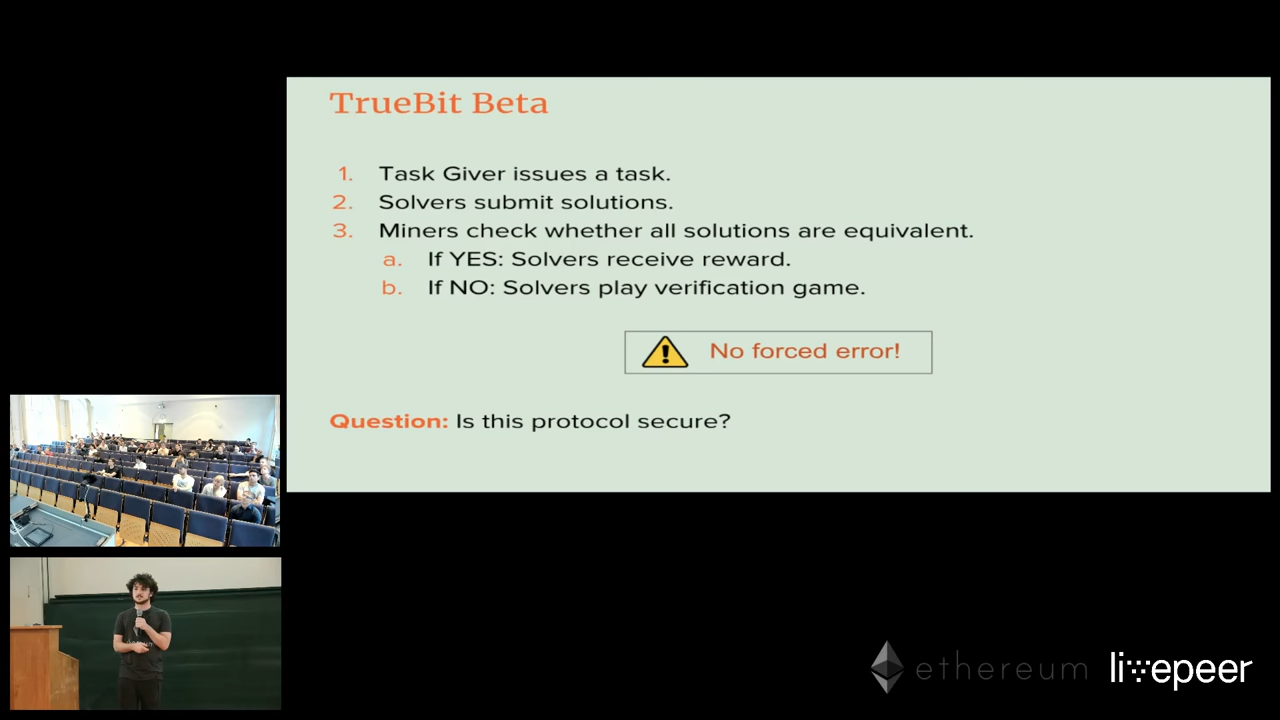 TrueBit Beta
1. Task Giver issues a task.
2. Solvers submit solutions.
3. Miners check whether all solutions are equivalent.
a. If YES: Solvers receive reward.
b. If NO: Solvers play verification game.
No forced error!
Question: Is this protocol secure?
ethereum livepeer